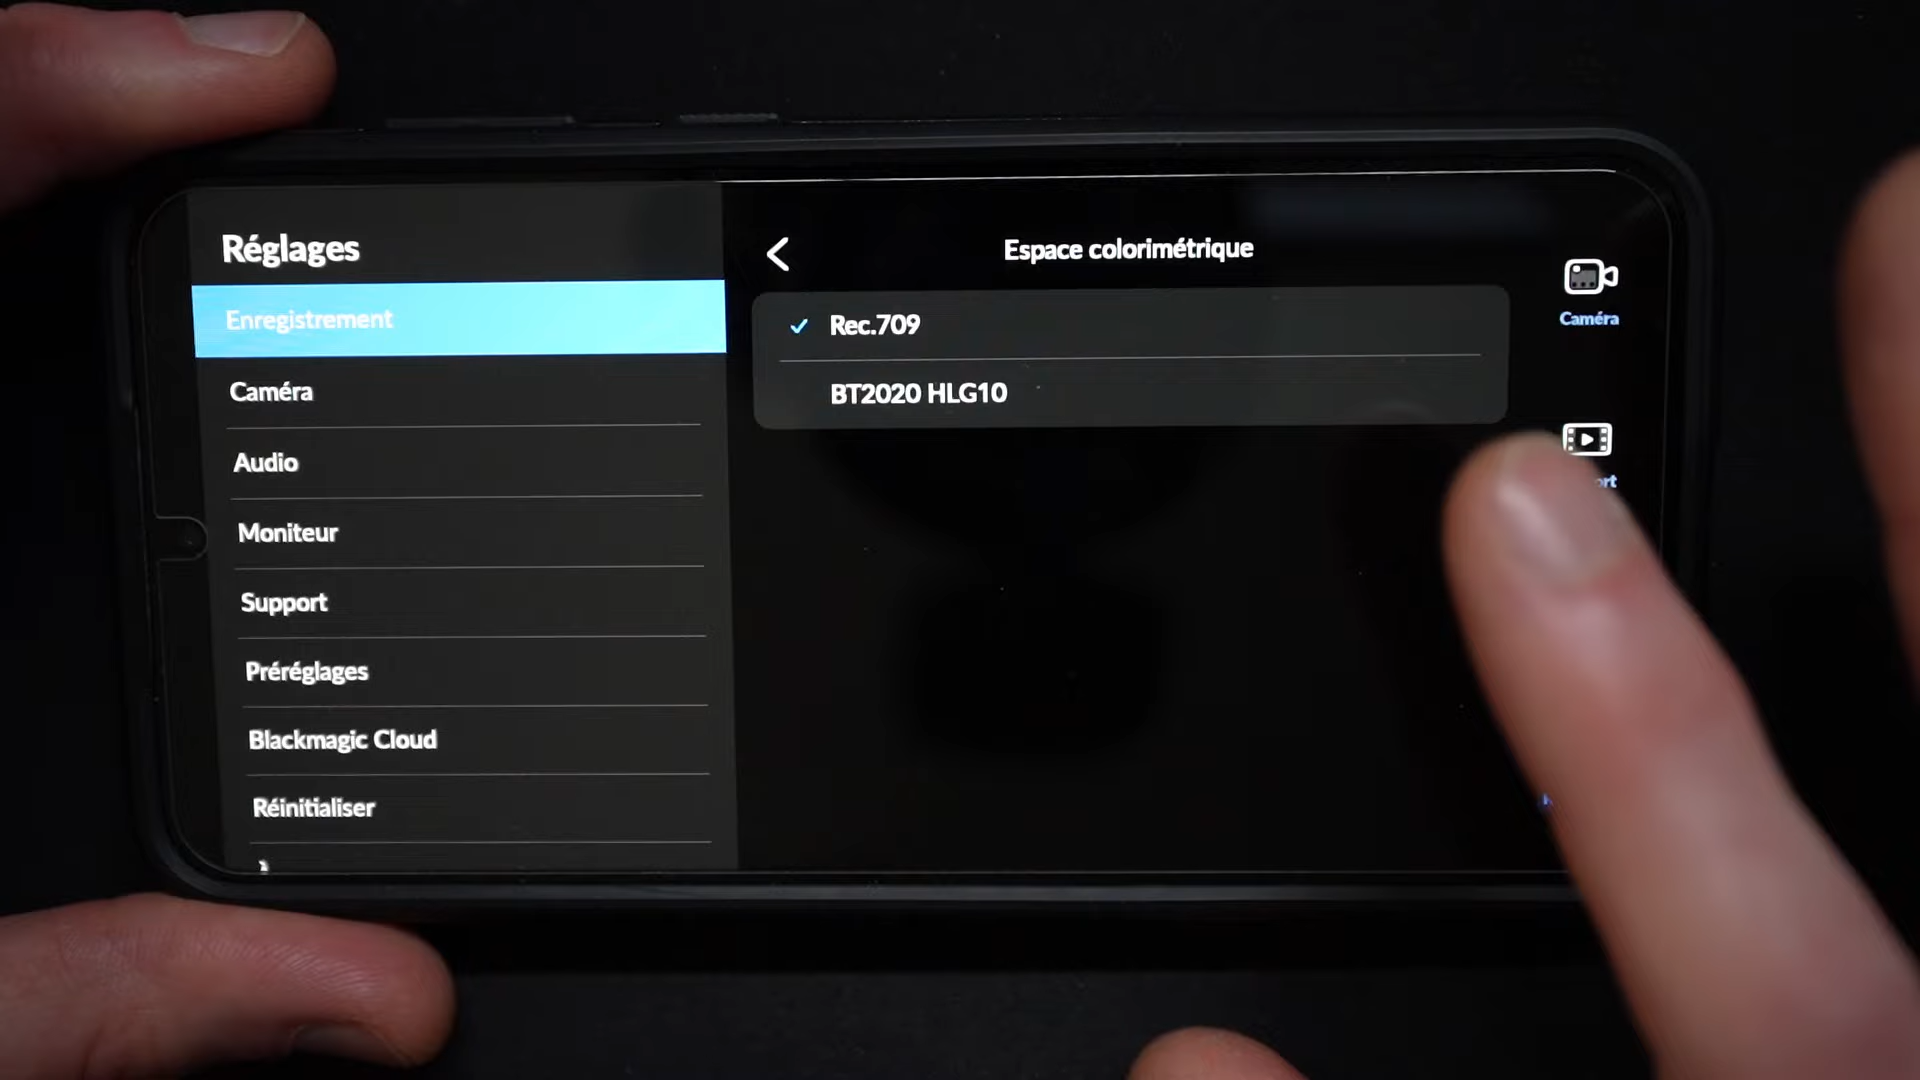 Réglages
Enregistrement
Caméra
Audio
Moniteur
Support
Préréglages
Blackmagic Cloud
Réinitialiser
Espace colorimétrique
Rec.709
BT2020 HLG10
Caméra